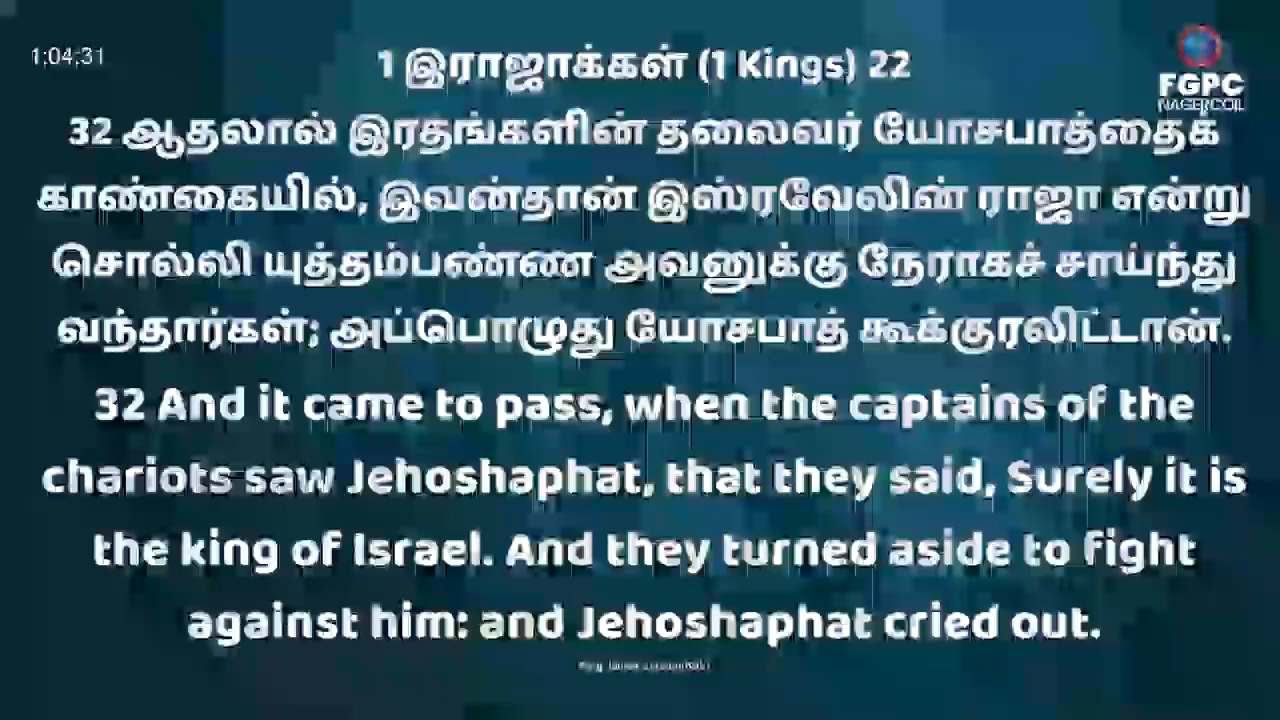 1:04:31
1 இராஜாக்கள் (1 Kings) 22
FGPC
NAGERCOIL
32 ஆதலால் இரதங்களின் தலைவர் யோசபாத்தைக்
காண்கையில், இவன்தான் இஸ்ரவேலின் ராஜா என்று
சொல்லி யுத்தம்பண்ண அவனுக்கு நேராகச் சாய்ந்து
வந்தார்கள்; அப்பொழுது யோசபாத் கூக்குரலிட்டான்.
32 And it came to pass, when the captains of the
chariots saw Jehoshaphat, that they said, Surely it is
the king of Israel. And they turned aside to fight
against him: and Jehoshaphat cried out.